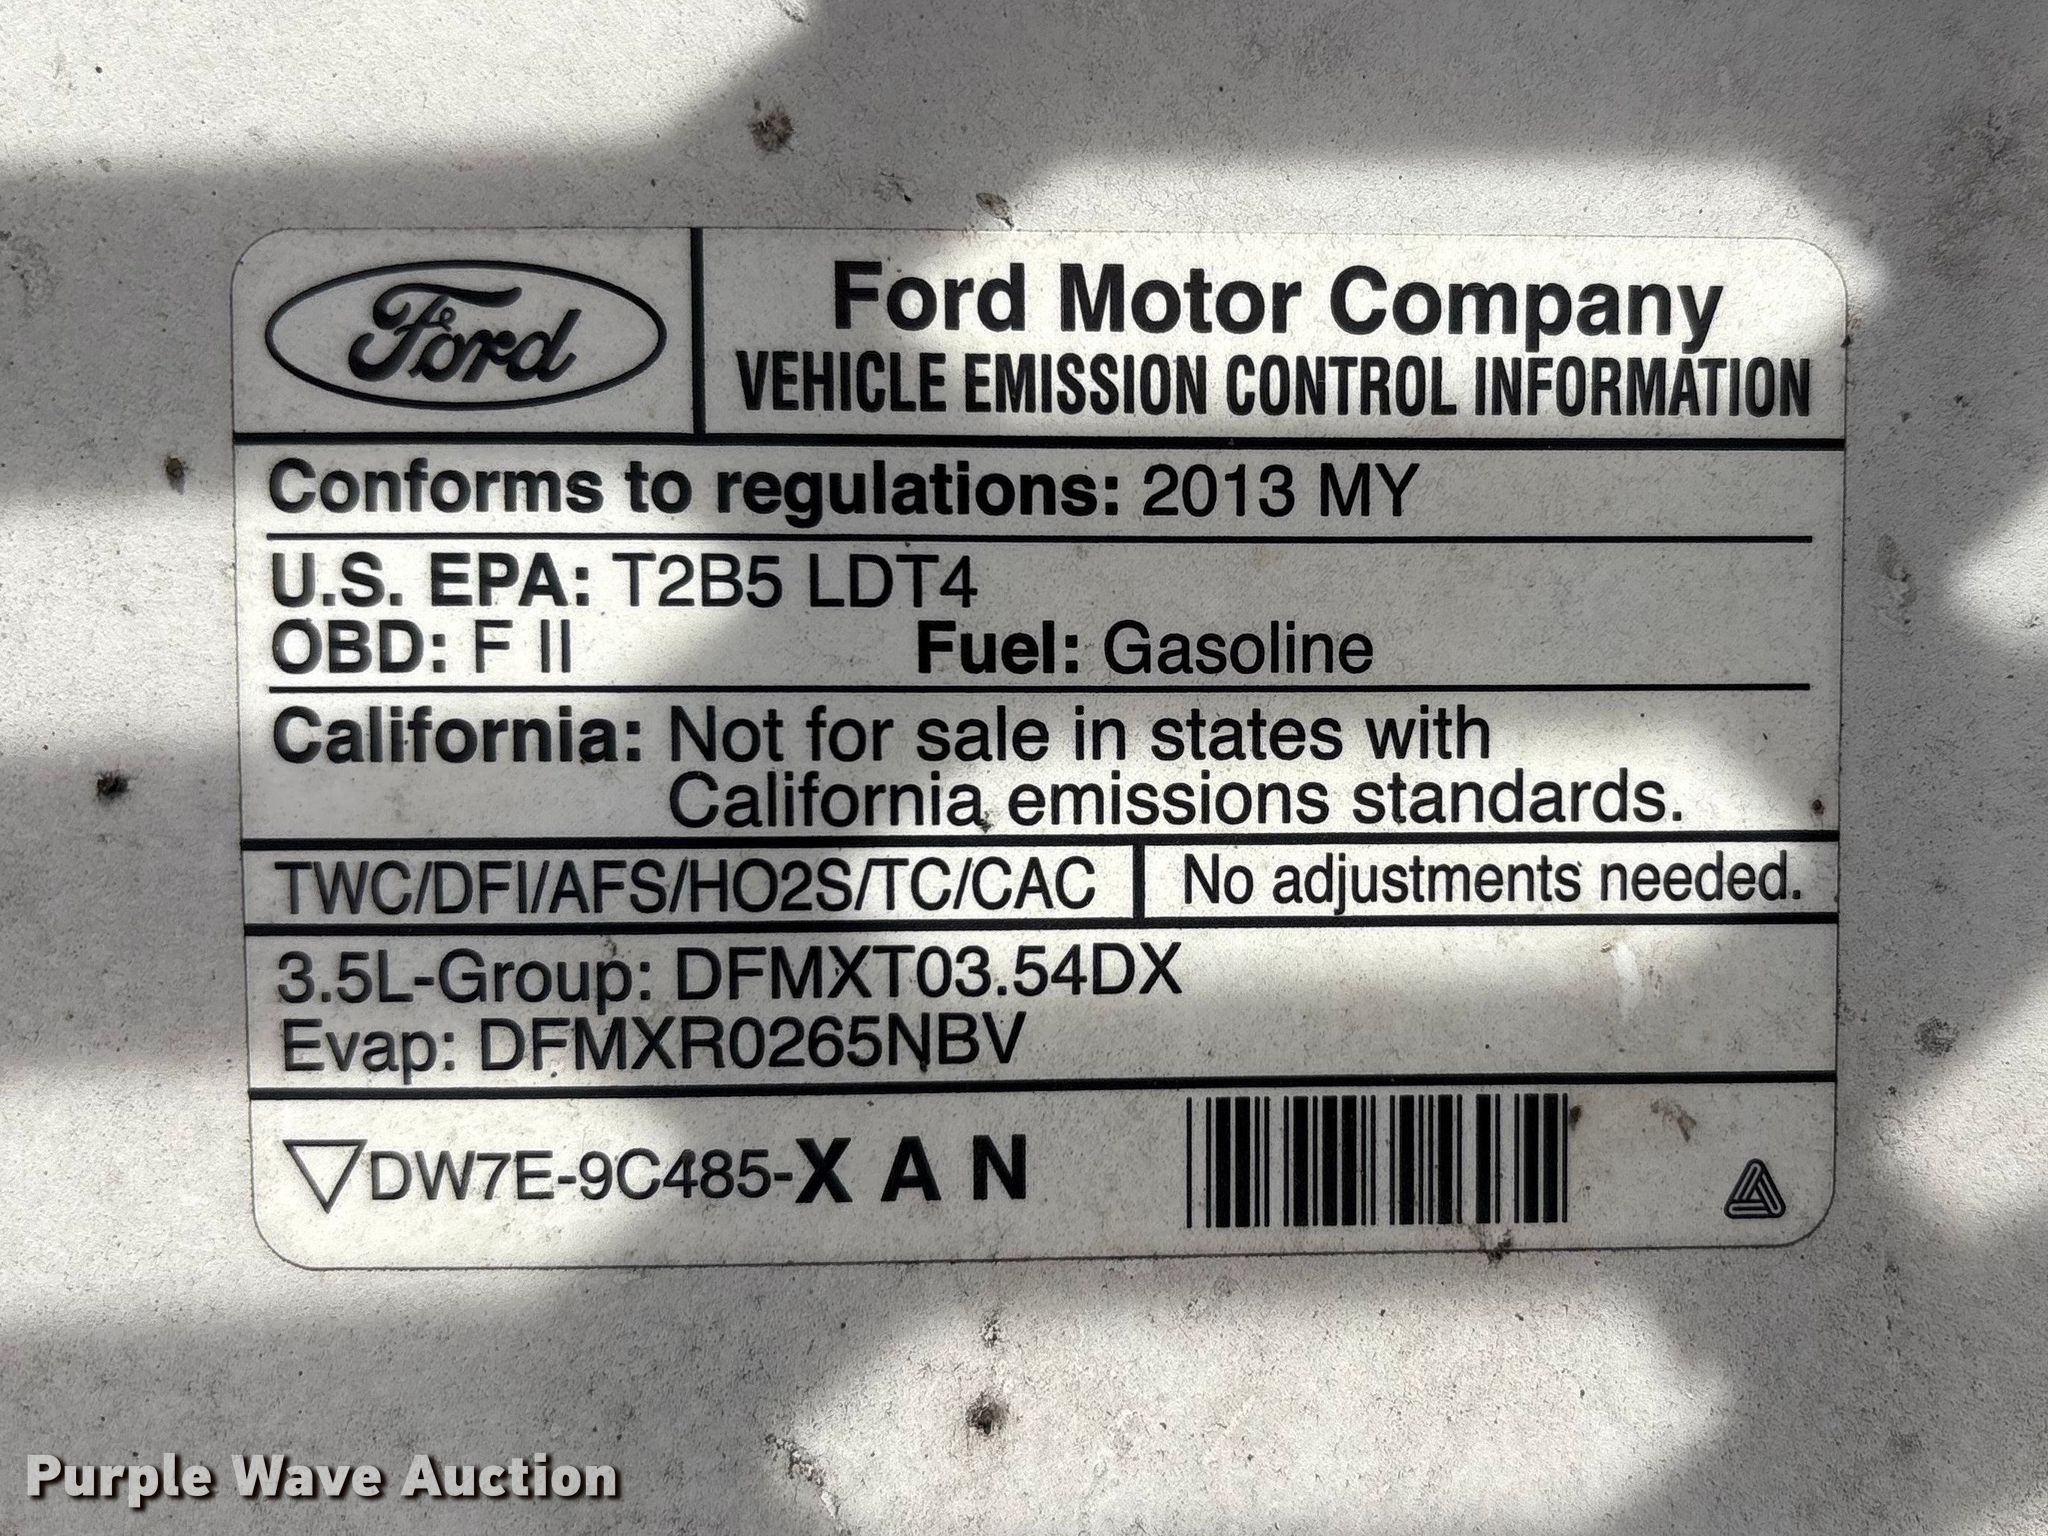 Ford
Ford Motor Company
VEHICLE EMISSION CONTROL INFORMATION
Conforms to regulations: 2013 MY
U.S. EPA: T2B5 LDT4
OBD: F II Fuel: Gasoline
California: Not for sale in states with
California emissions standards.
TWC/DFI/AFS/HO2S/TC/CAC
No adjustments needed.
3.5L-Group: DFMXT03.54DX
Evap: DFMXR0265NBV
DW7E-9C485-X A N
Purple Wave Auction